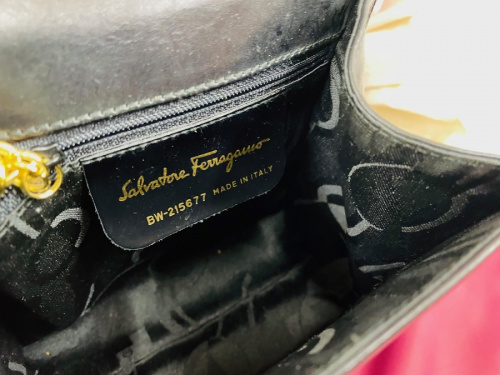 Salvatore Ferragamo
BW-215677 MADE IN ITALY